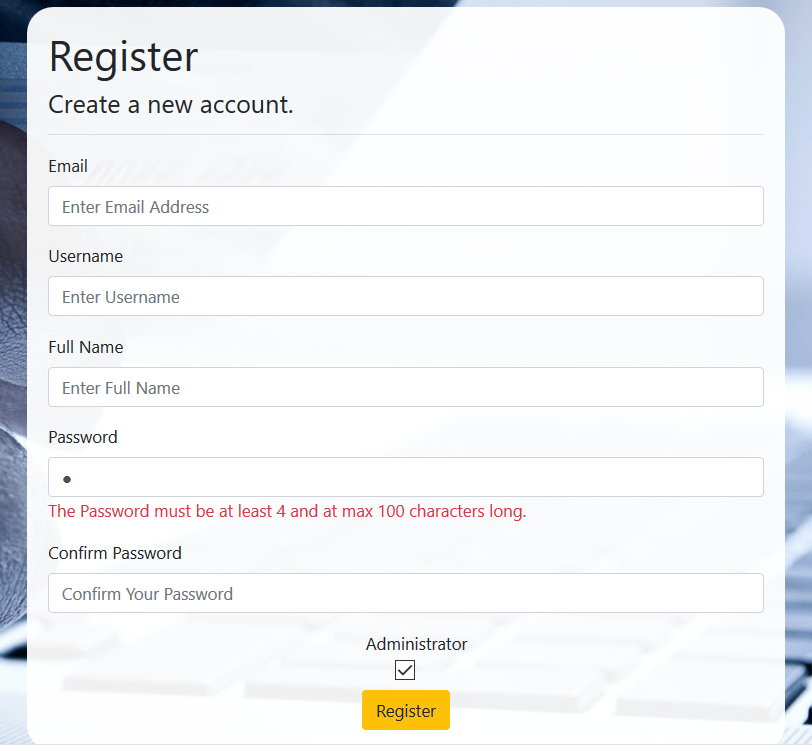 Register
Create a new account.
Email
Enter Email Address
Username
Enter Username
Full Name
Enter Full Name
Password
The Password must be at least 4 and at max 100 characters long.
Confirm Password
Confirm Your Password
Administrator
Register